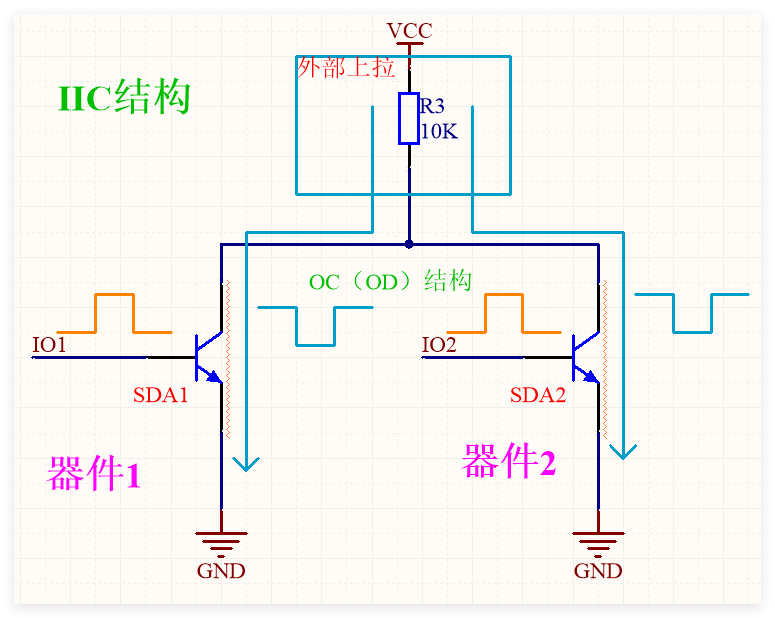 VCC
外部上拉
IIC结构
R3
10K
OC（OD）结构
IO1
IO2
SDA1
SDA2
器件1
器件2
GND
GND